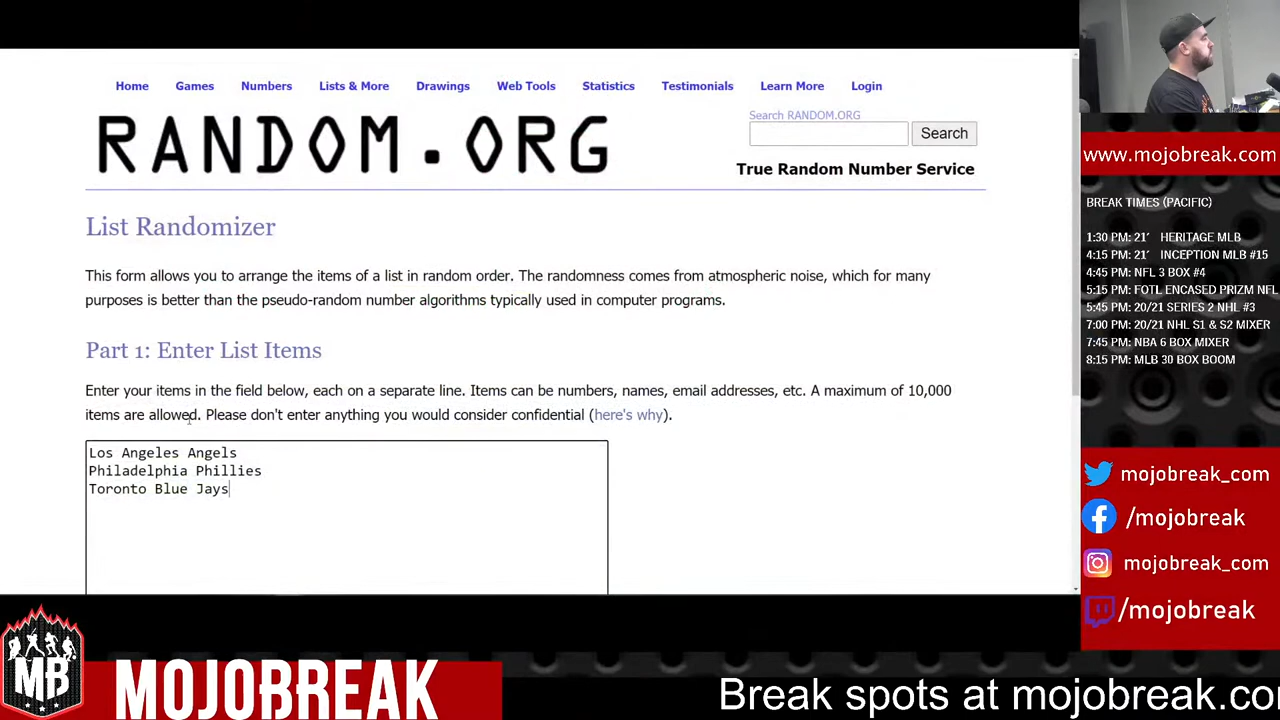 Home Games Numbers Lists & More Drawings Web Tools Statistics Testimonials Learn More Login
RANDOM.ORG
Search RANDOM.ORG
Search
True Random Number Service
List Randomizer
This form allows you to arrange the items of a list in random order. The randomness comes from atmospheric noise, which for many
purposes is better than the pseudo-random number algorithms typically used in computer programs.
Part 1: Enter List Items
Enter your items in the field below, each on a separate line. Items can be numbers, names, email addresses, etc. A maximum of 10,000
items are allowed. Please don't enter anything you would consider confidential (here's why).
Los Angeles Angels
Philadelphia Phillies
Toronto Blue Jays
www.mojobreak.com
BREAK TIMES (PACIFIC)
1:30 PM: 21' HERITAGE MLB
4:15 PM: 21' INCEPTION MLB #15
4:45 PM: NFL 3 BOX #4
5:15 PM: FOTL ENCASED PRIZM NFL
5:45 PM: 20/21 SERIES 2 NHL #3
7:00 PM: 20/21 NHL S1 & S2 MIXER
7:45 PM: NBA 6 BOX MIXER
8:15 PM: MLB 30 BOX BOOM
mojobreak_com
/mojobreak
mojobreak_com
/mojobreak
MB
MOJOBREAK
Break spots at mojobreak.co